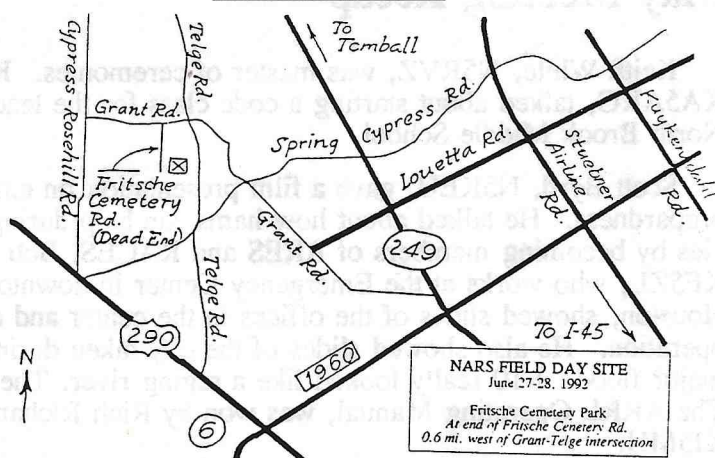 To
Tomball
Cypress Rosehill Rd.
Telge Rd
Grant Rd.
Spring Cypress Rd.
Louetta Rd.
Stuebner
Airline
Rd.
Kuykendahl
Rd.
Fritsche
Cemetery
Rd.
(Dead End)
Grant Rd
249
Telge Rd.
290
1960
6
N
To I-45
NARS FIELD DAY SITE
June 27-28, 1992
Fritsche Cemetery Park
At end of Fritsche Cemetery Rd.
0.6 mi. west of Grant-Telge intersection